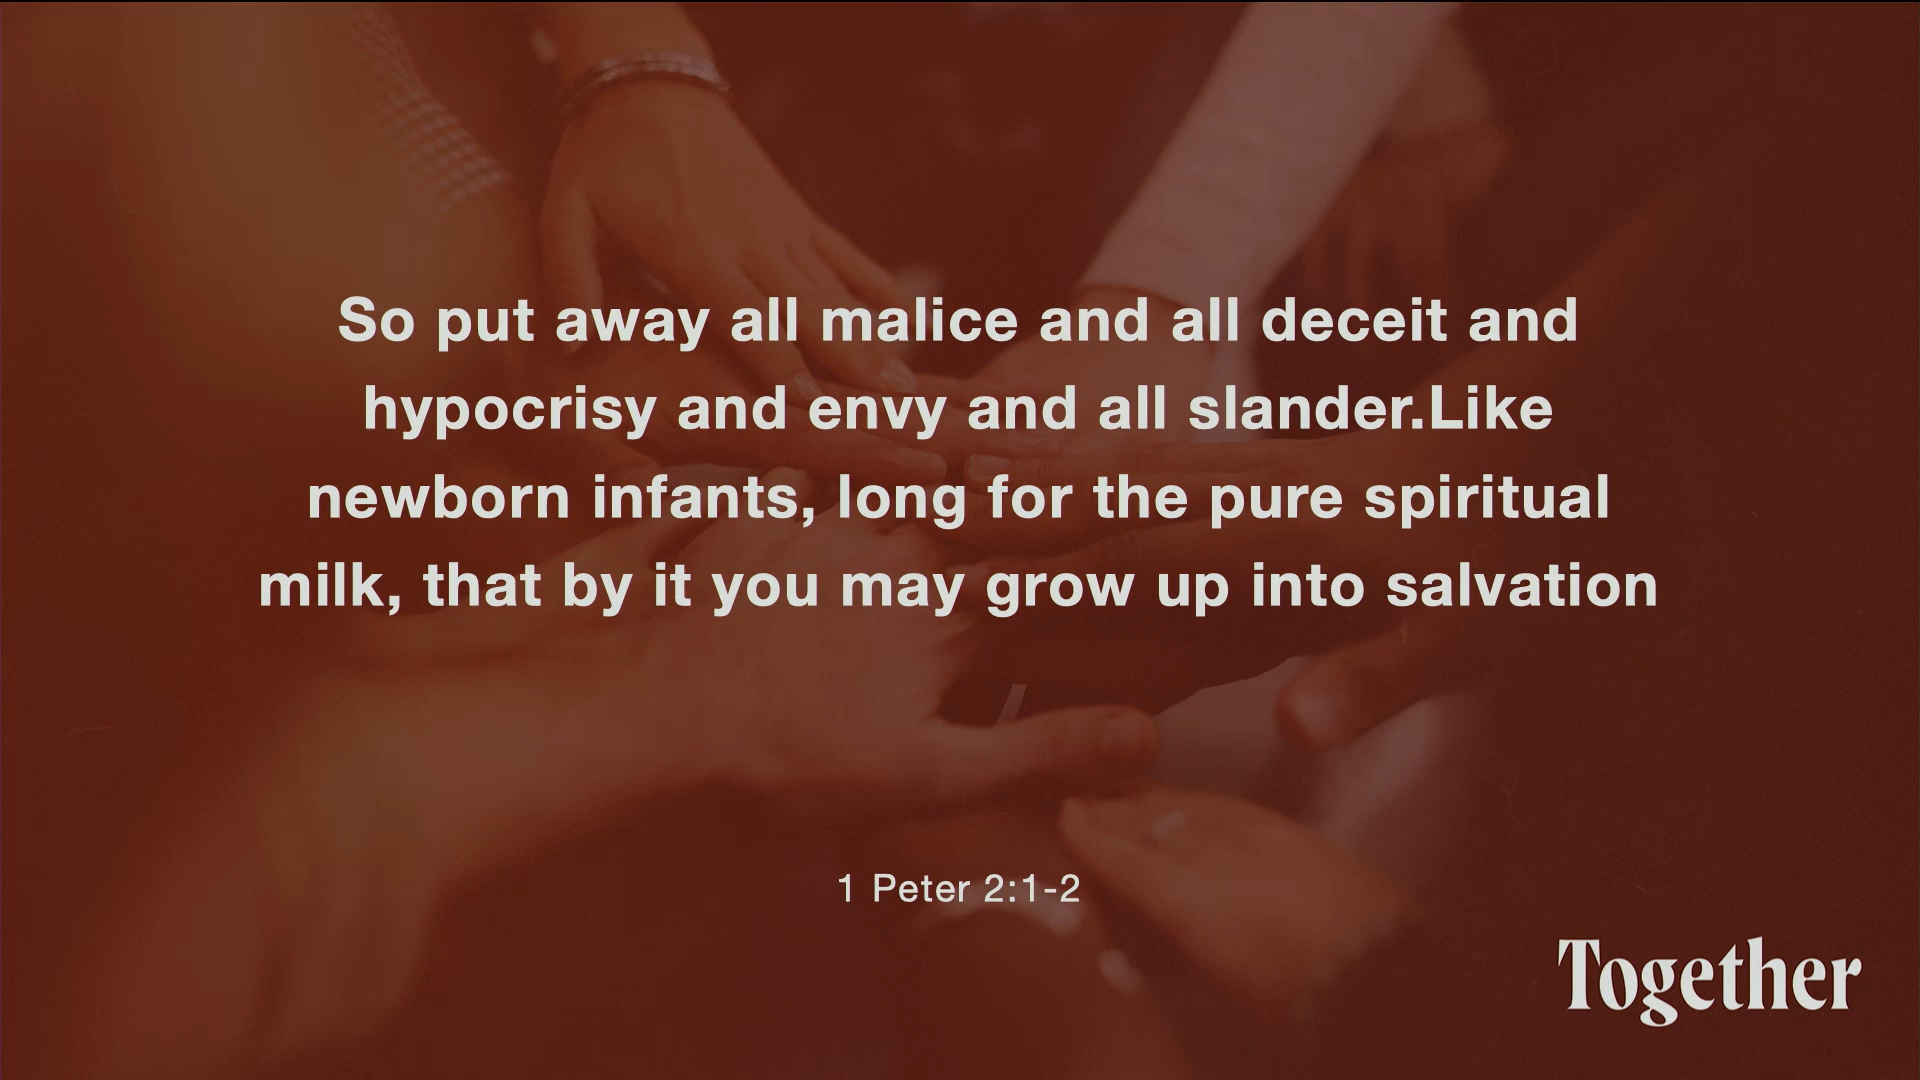 So put away all malice and all deceit and
hypocrisy and envy and all slander.Like
newborn infants, long for the pure spiritual
milk, that by it you may grow up into salvation
1 Peter 2:1-2
Together